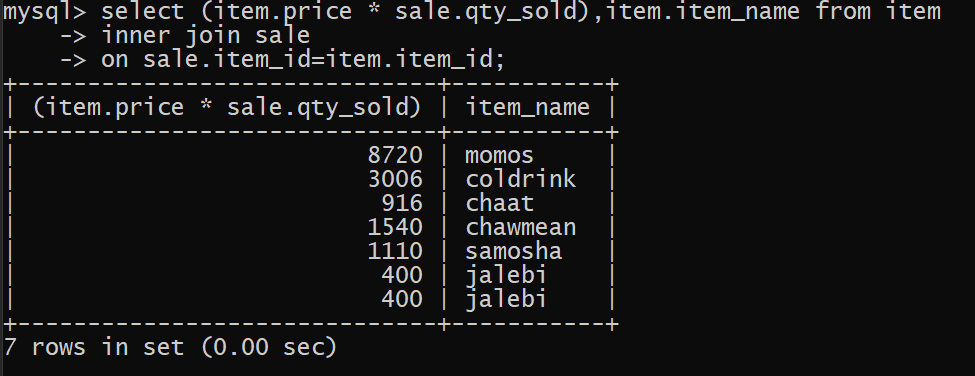 mysql> select (item.price * sale.qty_sold),item.item_name from item
    -> inner join sale
    -> on sale.item_id=item.item_id;
+------------------------------+-----------+
| (item.price * sale.qty_sold) | item_name |
+------------------------------+-----------+
|                         8720 | momos     |
|                         3006 | coldrink  |
|                          916 | chaat     |
|                         1540 | chawmean  |
|                         1110 | samosha   |
|                          400 | jalebi    |
|                          400 | jalebi    |
+------------------------------+-----------+
7 rows in set (0.00 sec)